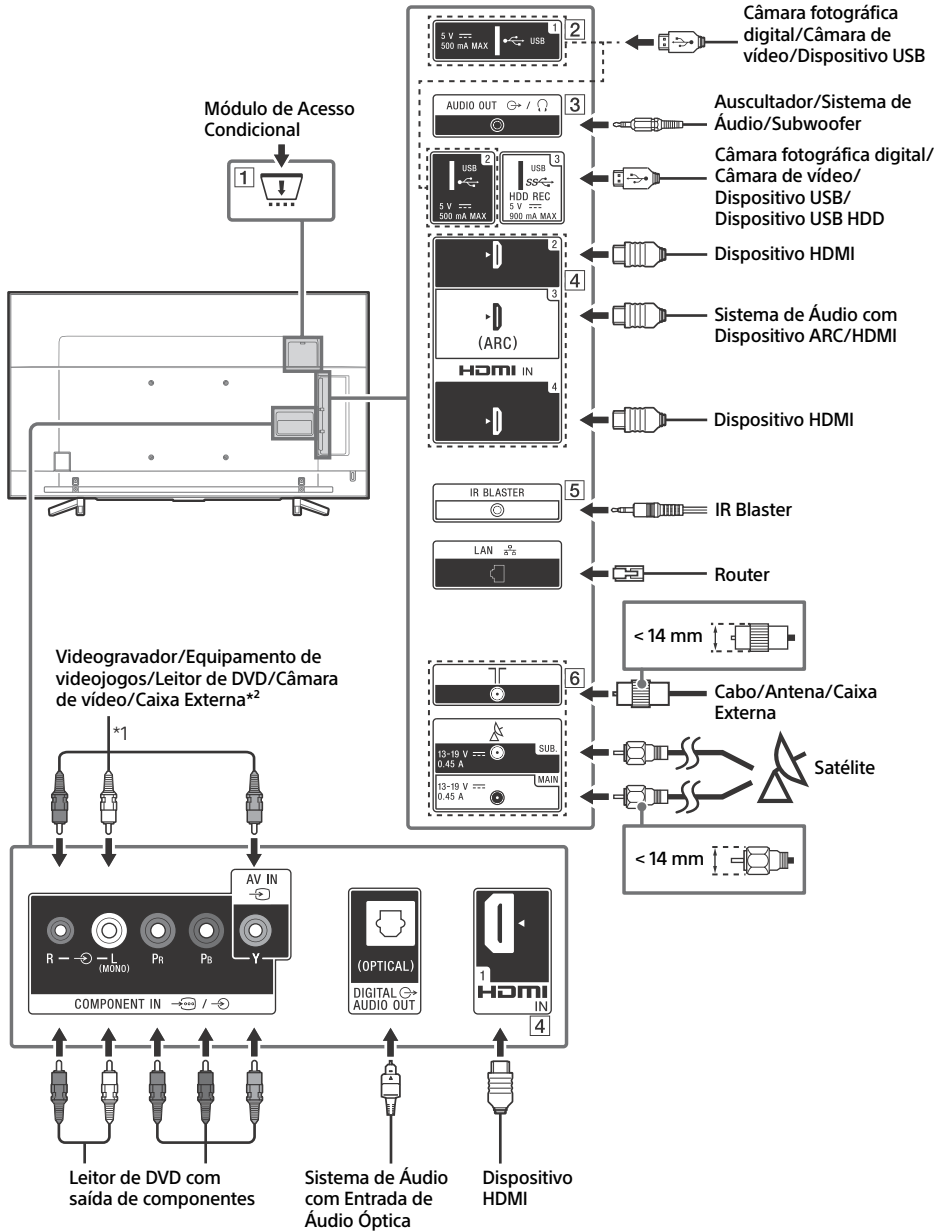 Câmara fotográfica
digital/Câmara de
vídeo/Dispositivo USB
5 V
500 mA MAX
USB
1
2
AUDIO OUT /
3
Auscultador/Sistema de
Áudio/Subwoofer
Módulo de Acesso
Condicional
1
2
USB
5 V
500 mA MAX
3
USB
SS
HDD REC
5 V
900 mA MAX
Câmara fotográfica digital/
Câmara de vídeo/
Dispositivo USB/
Dispositivo USB HDD
2
4
Dispositivo HDMI
3
(ARC)
Sistema de Áudio com
Dispositivo ARC/HDMI
HDMI IN
4
Dispositivo HDMI
IR BLASTER
5
IR Blaster
LAN
Router
< 14 mm
6
Cabo/Antena/Caixa
Externa
13-19 V
0.45 A
SUB.
13-19 V
0.45 A
MAIN
Satélite
< 14 mm
Videogravador/Equipamento de
videojogos/Leitor de DVD/Câmara
de vídeo/Caixa Externa*2
*1
AV IN
R L
(MONO)
PR
PB
Y
COMPONENT IN /
(OPTICAL)
DIGITAL
AUDIO OUT
1
HDMI
IN
4
Leitor de DVD com
saída de componentes
Sistema de Áudio
com Entrada de
Áudio Óptica
Dispositivo
HDMI